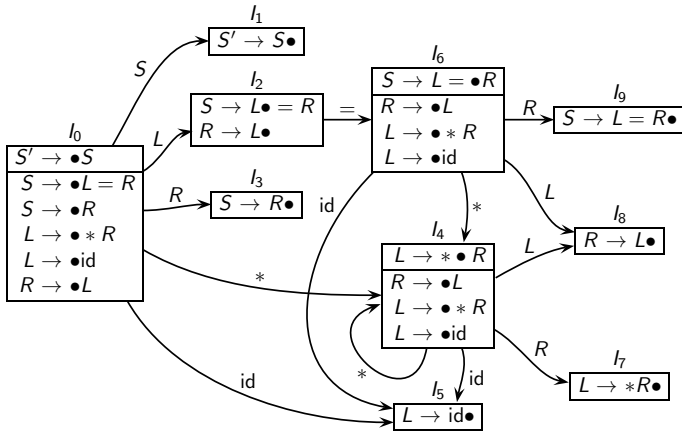 I₁
S′ → S●
S
I₆
S → L = ●R
R → ●L
L → ● * R
L → ●id
I₂
S → L● = R
R → L●
=
R
I₉
S → L = R●
I₀
S′ → ●S
S → ●L = R
S → ●R
L → ● * R
L → ●id
R → ●L
L
R
I₃
S → R●
id
*
L
I₈
R → L●
I₄
L → * ● R
R → ●L
L → ● * R
L → ●id
*
L
*
R
I₇
L → *R●
id
id
I₅
L → id●